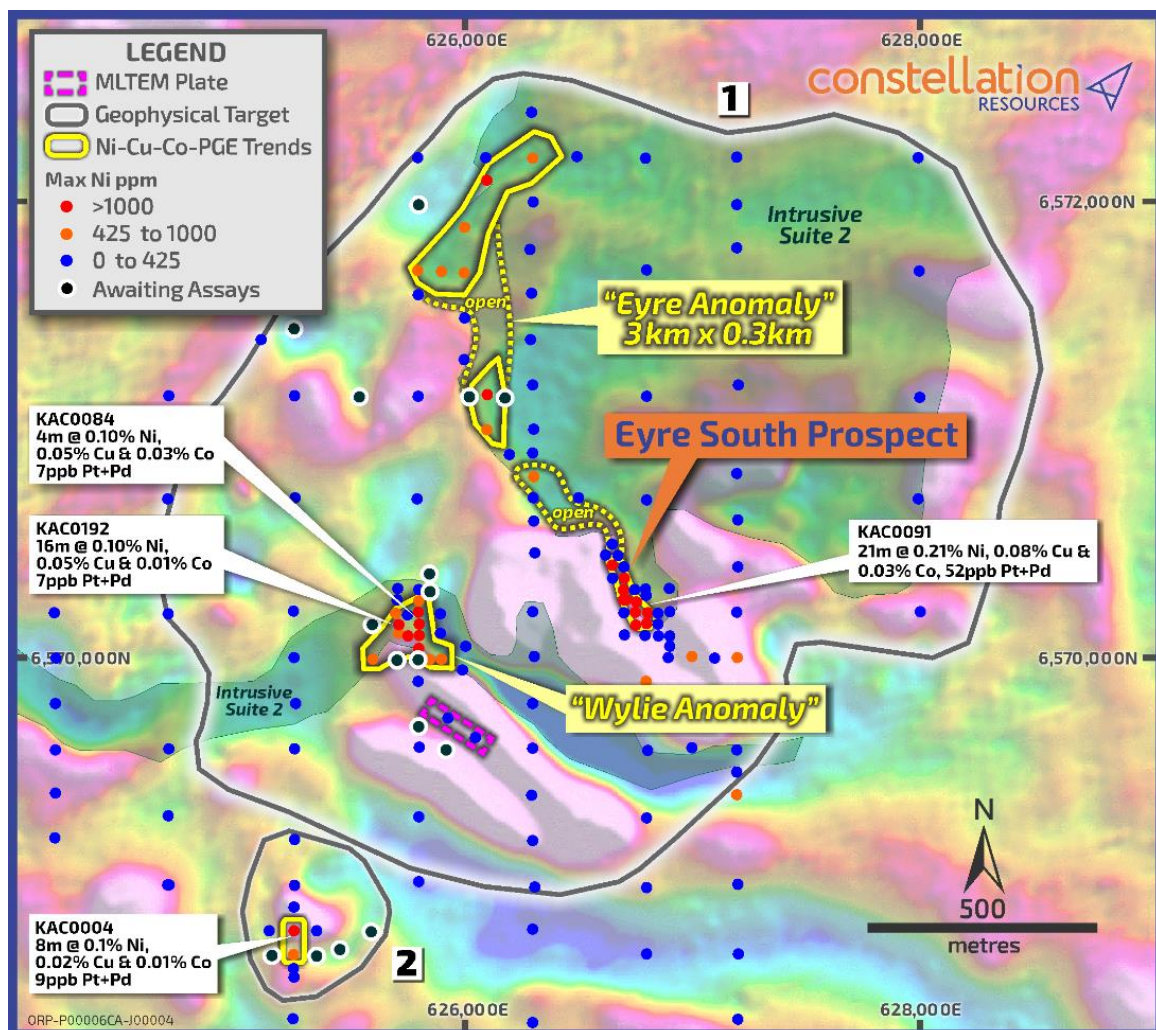 626,000E
628,000E
LEGEND
MLTEM Plate
Geophysical Target
Ni-Cu-Co-PGE Trends
Max Ni ppm
>1000
425 to 1000
0 to 425
Awaiting Assays
constellation
RESOURCES
1
6,572,000N
Intrusive
Suite 2
open
"Eyre Anomaly"
3km x 0.3km
KAC0084
4m @ 0.10% Ni,
0.05% Cu & 0.03% Co
7ppb Pt+Pd
Eyre South Prospect
open
KAC0192
16m @ 0.10% Ni,
0.05% Cu & 0.01% Co
7ppb Pt+Pd
KAC0091
21m @ 0.21% Ni, 0.08% Cu &
0.03% Co, 52ppb Pt+Pd
6,570,000N
6,570,000N
Intrusive
Suite 2
"Wylie Anomaly"
N
500
metres
KAC0004
8m @ 0.1% Ni,
0.02% Cu & 0.01% Co
9ppb Pt+Pd
2
ORP-P00006CA-J00004
626,000E
628,000E